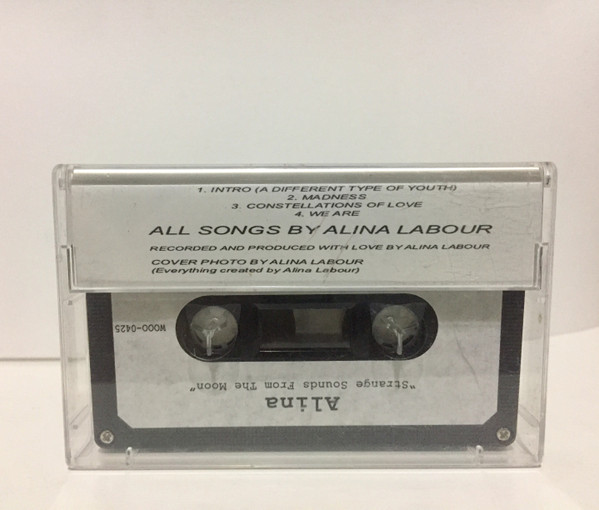 1. INTRO (A DIFFERENT TYPE OF YOUTH)
2. MADNESS
3. CONSTELLATIONS OF LOVE
4. WE ARE
ALL SONGS BY ALINA LABOUR
RECORDED AND PRODUCED WITH LOVE BY ALINA LABOUR
COVER PHOTO BY ALINA LABOUR
(Everything created by Alina Labour)
Alina
"Strange Sounds From The Moon"
WOOO-0425